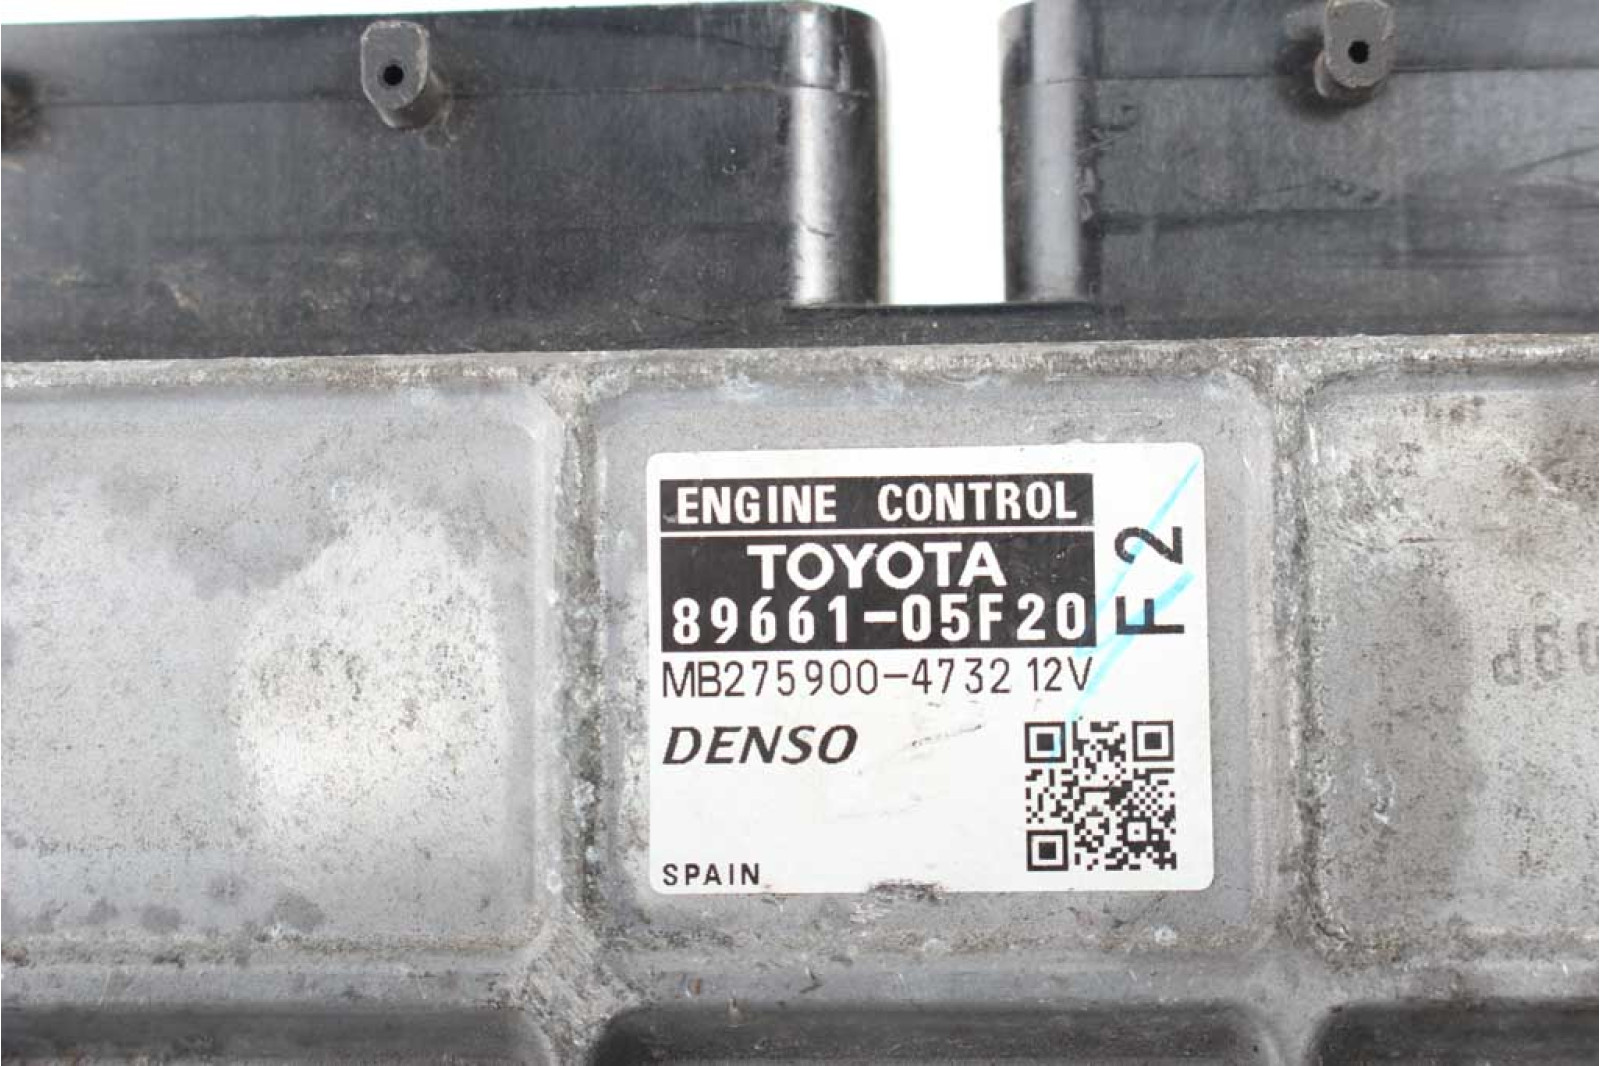 ENGINE CONTROL
TOYOTA
89661-05F20
F2
MB275900-4732 12V
DENSO
SPAIN